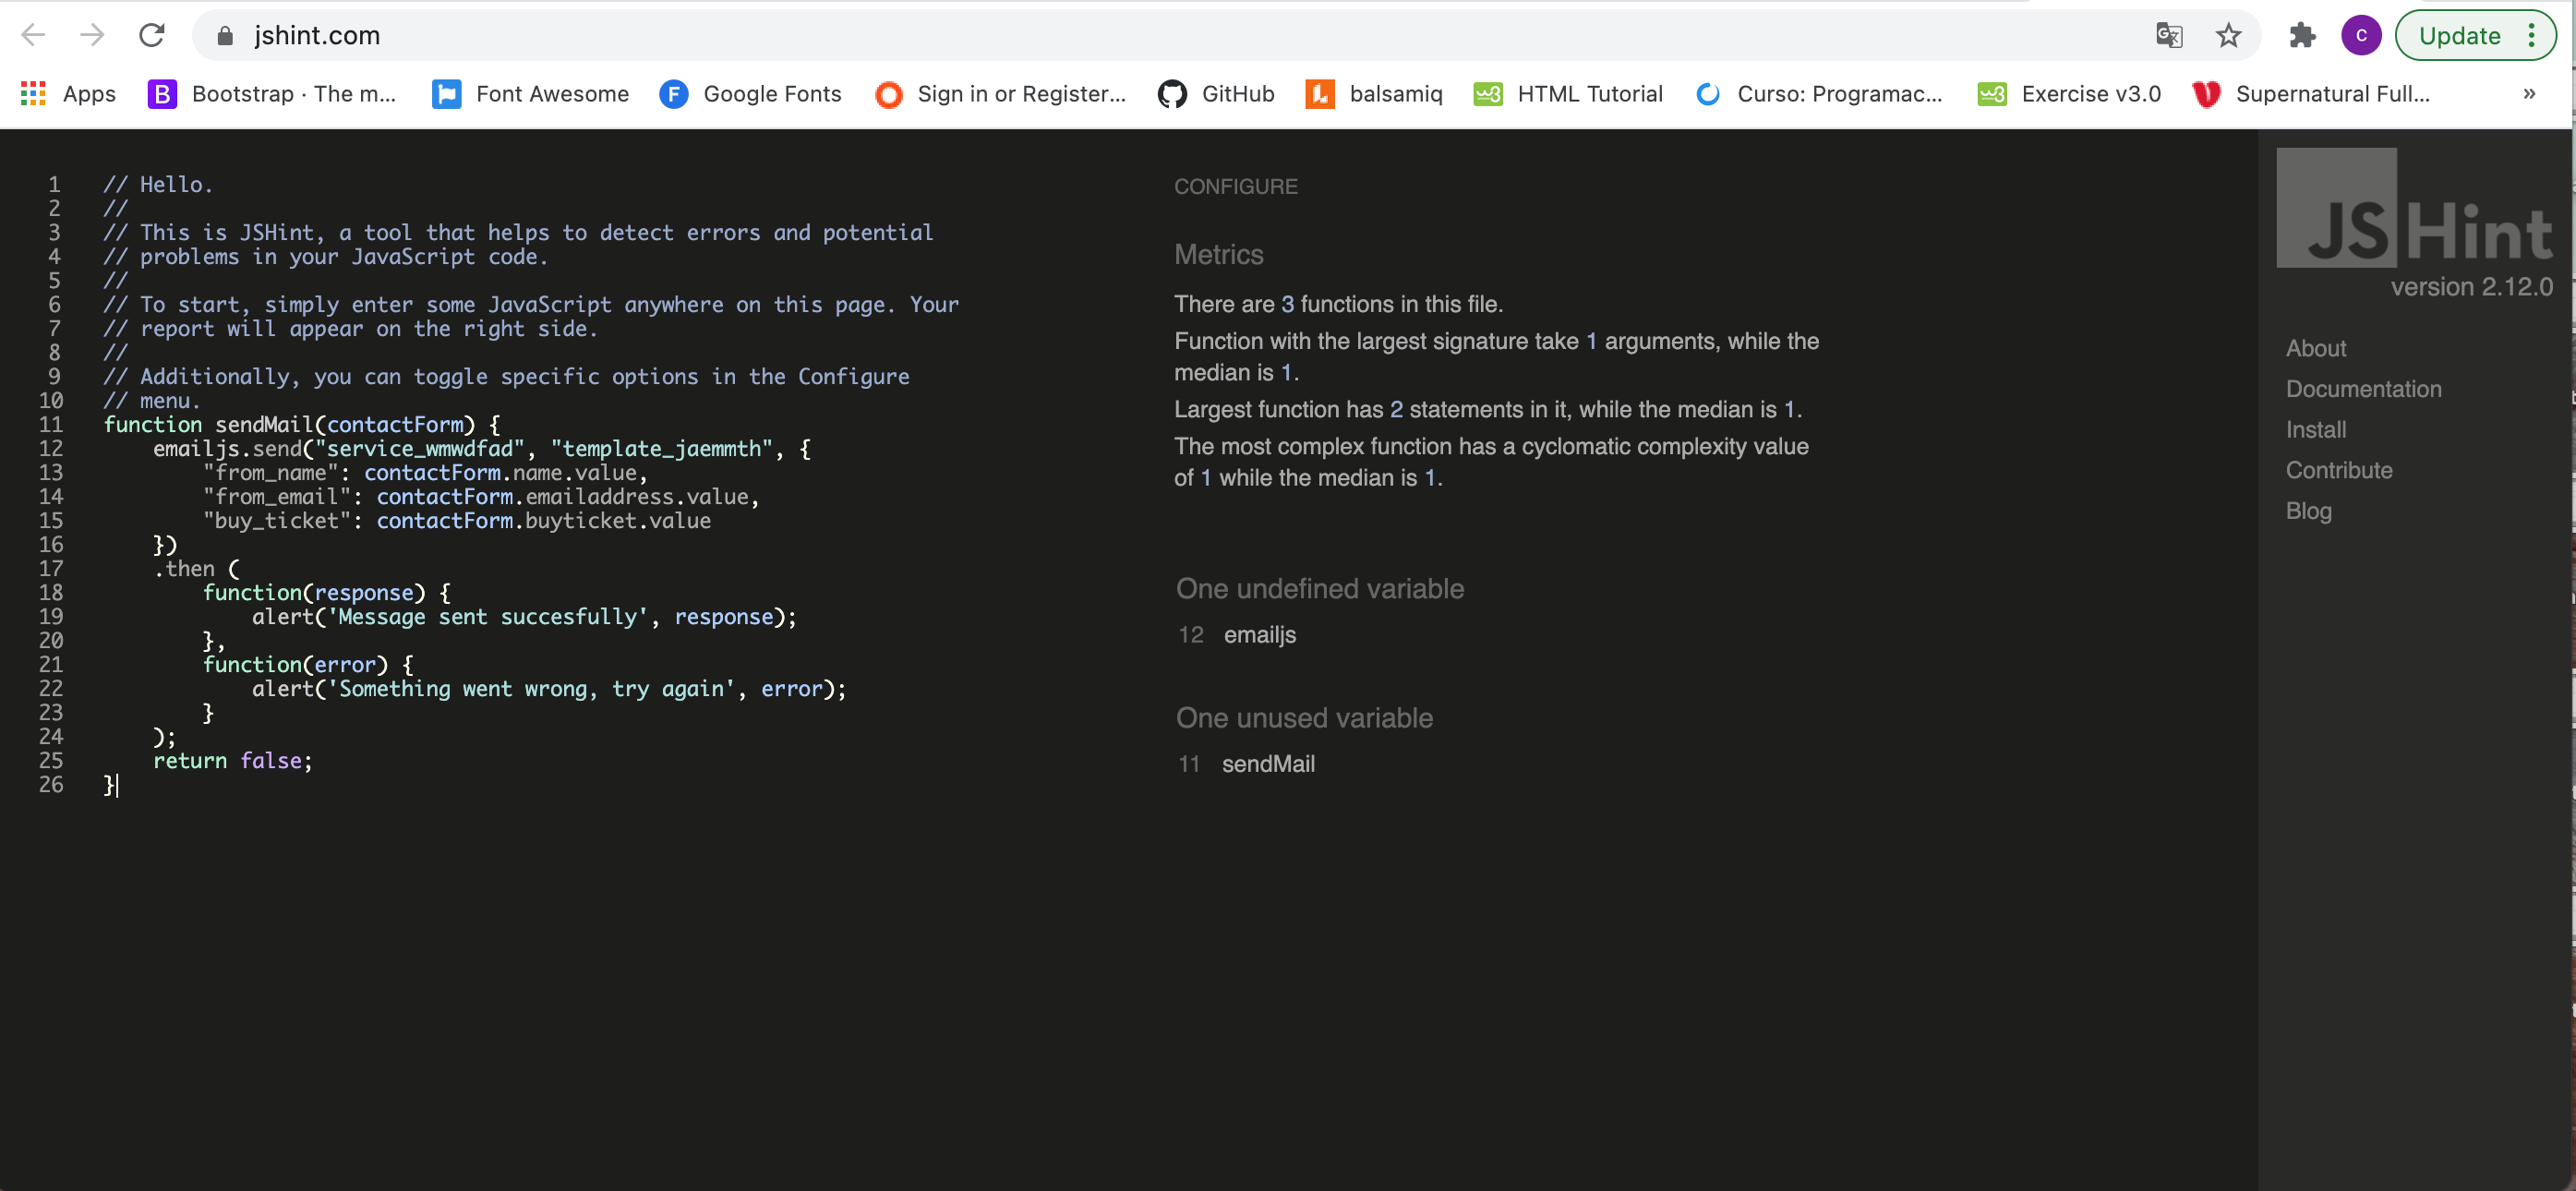 jshint.com
Update
Apps
Bootstrap · The m...
Font Awesome
Google Fonts
Sign in or Register...
GitHub
balsamiq
HTML Tutorial
Curso: Programac...
Exercise v3.0
Supernatural Full...
»
1 // Hello.
2 //
3 // This is JSHint, a tool that helps to detect errors and potential
4 // problems in your JavaScript code.
5 //
6 // To start, simply enter some JavaScript anywhere on this page. Your
7 // report will appear on the right side.
8 //
9 // Additionally, you can toggle specific options in the Configure
10 // menu.
11 function sendMail(contactForm) {
12     emailjs.send("service_wmwdfad", "template_jaemmth", {
13         "from_name": contactForm.name.value,
14         "from_email": contactForm.emailaddress.value,
15         "buy_ticket": contactForm.buyticket.value
16     })
17     .then (
18         function(response) {
19             alert('Message sent succesfully', response);
20         },
21         function(error) {
22             alert('Something went wrong, try again', error);
23         }
24     );
25     return false;
26 }
CONFIGURE
Metrics
There are 3 functions in this file.
Function with the largest signature take 1 arguments, while the
median is 1.
Largest function has 2 statements in it, while the median is 1.
The most complex function has a cyclomatic complexity value
of 1 while the median is 1.
One undefined variable
12 emailjs
One unused variable
11 sendMail
JSHint
version 2.12.0
About
Documentation
Install
Contribute
Blog